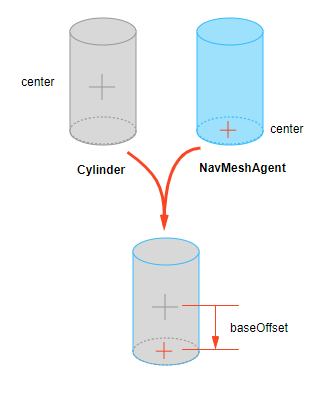 center
center
Cylinder
NavMeshAgent
baseOffset